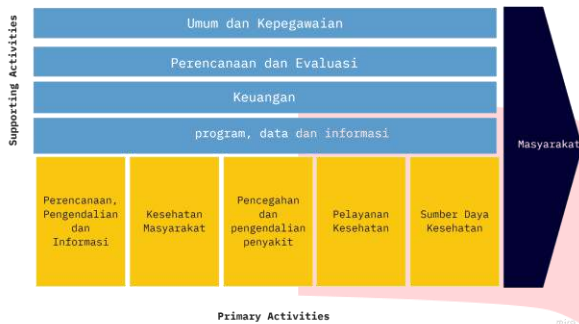 Supporting Activities
Umum dan Kepegawaian
Perencanaan dan Evaluasi
Keuangan
program, data dan informasi
Masyarakat
Perencanaan,
Pengendalian
dan
Informasi
Kesehatan
Masyarakat
Pencegahan
dan
pengendalian
penyakit
Pelayanan
Kesehatan
Sumber Daya
Kesehatan
Primary Activities